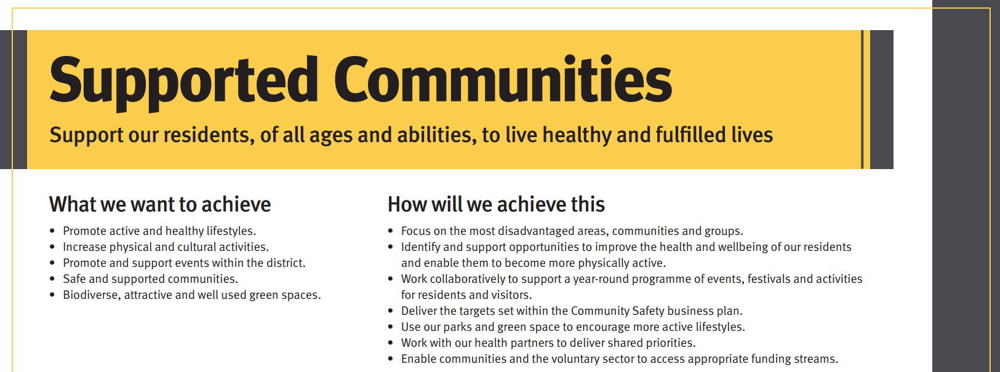 Supported Communities
Support our residents, of all ages and abilities, to live healthy and fulfilled lives
What we want to achieve
• Promote active and healthy lifestyles.
• Increase physical and cultural activities.
• Promote and support events within the district.
• Safe and supported communities.
• Biodiverse, attractive and well used green spaces.
How will we achieve this
• Focus on the most disadvantaged areas, communities and groups.
• Identify and support opportunities to improve the health and wellbeing of our residents
and enable them to become more physically active.
• Work collaboratively to support a year-round programme of events, festivals and activities
for residents and visitors.
• Deliver the targets set within the Community Safety business plan.
• Use our parks and green space to encourage more active lifestyles.
• Work with our health partners to deliver shared priorities.
• Enable communities and the voluntary sector to access appropriate funding streams.